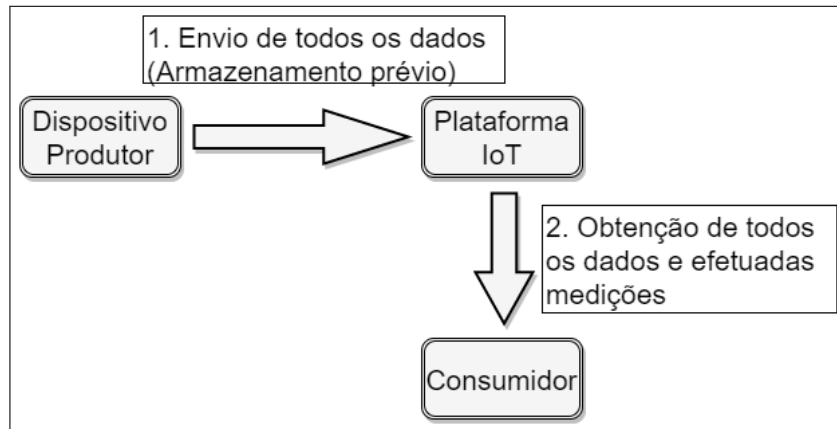 1. Envio de todos os dados
(Armazenamento prévio)
Dispositivo
Produtor
Plataforma
IoT
2. Obtenção de todos
os dados e efetuadas
medições
Consumidor